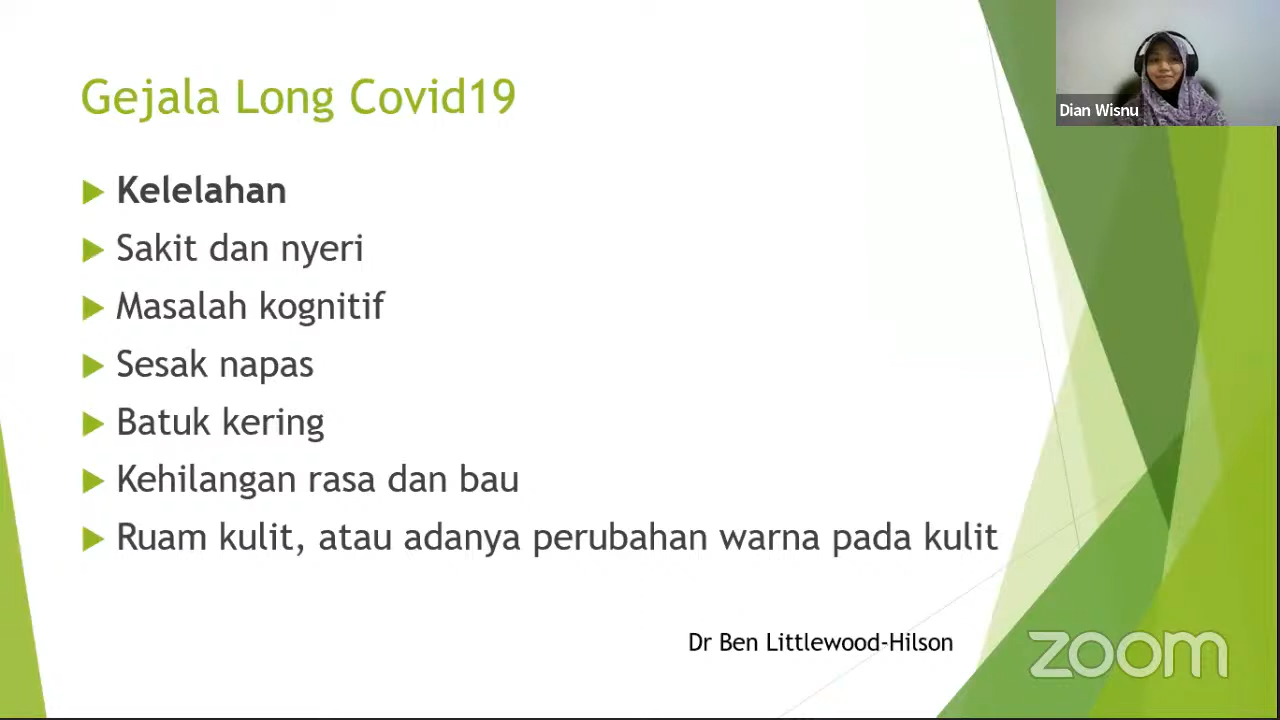 Gejala Long Covid19
Dian Wisnu
Kelelahan
Sakit dan nyeri
Masalah kognitif
Sesak napas
Batuk kering
Kehilangan rasa dan bau
Ruam kulit, atau adanya perubahan warna pada kulit
Dr Ben Littlewood-Hilson
zoom